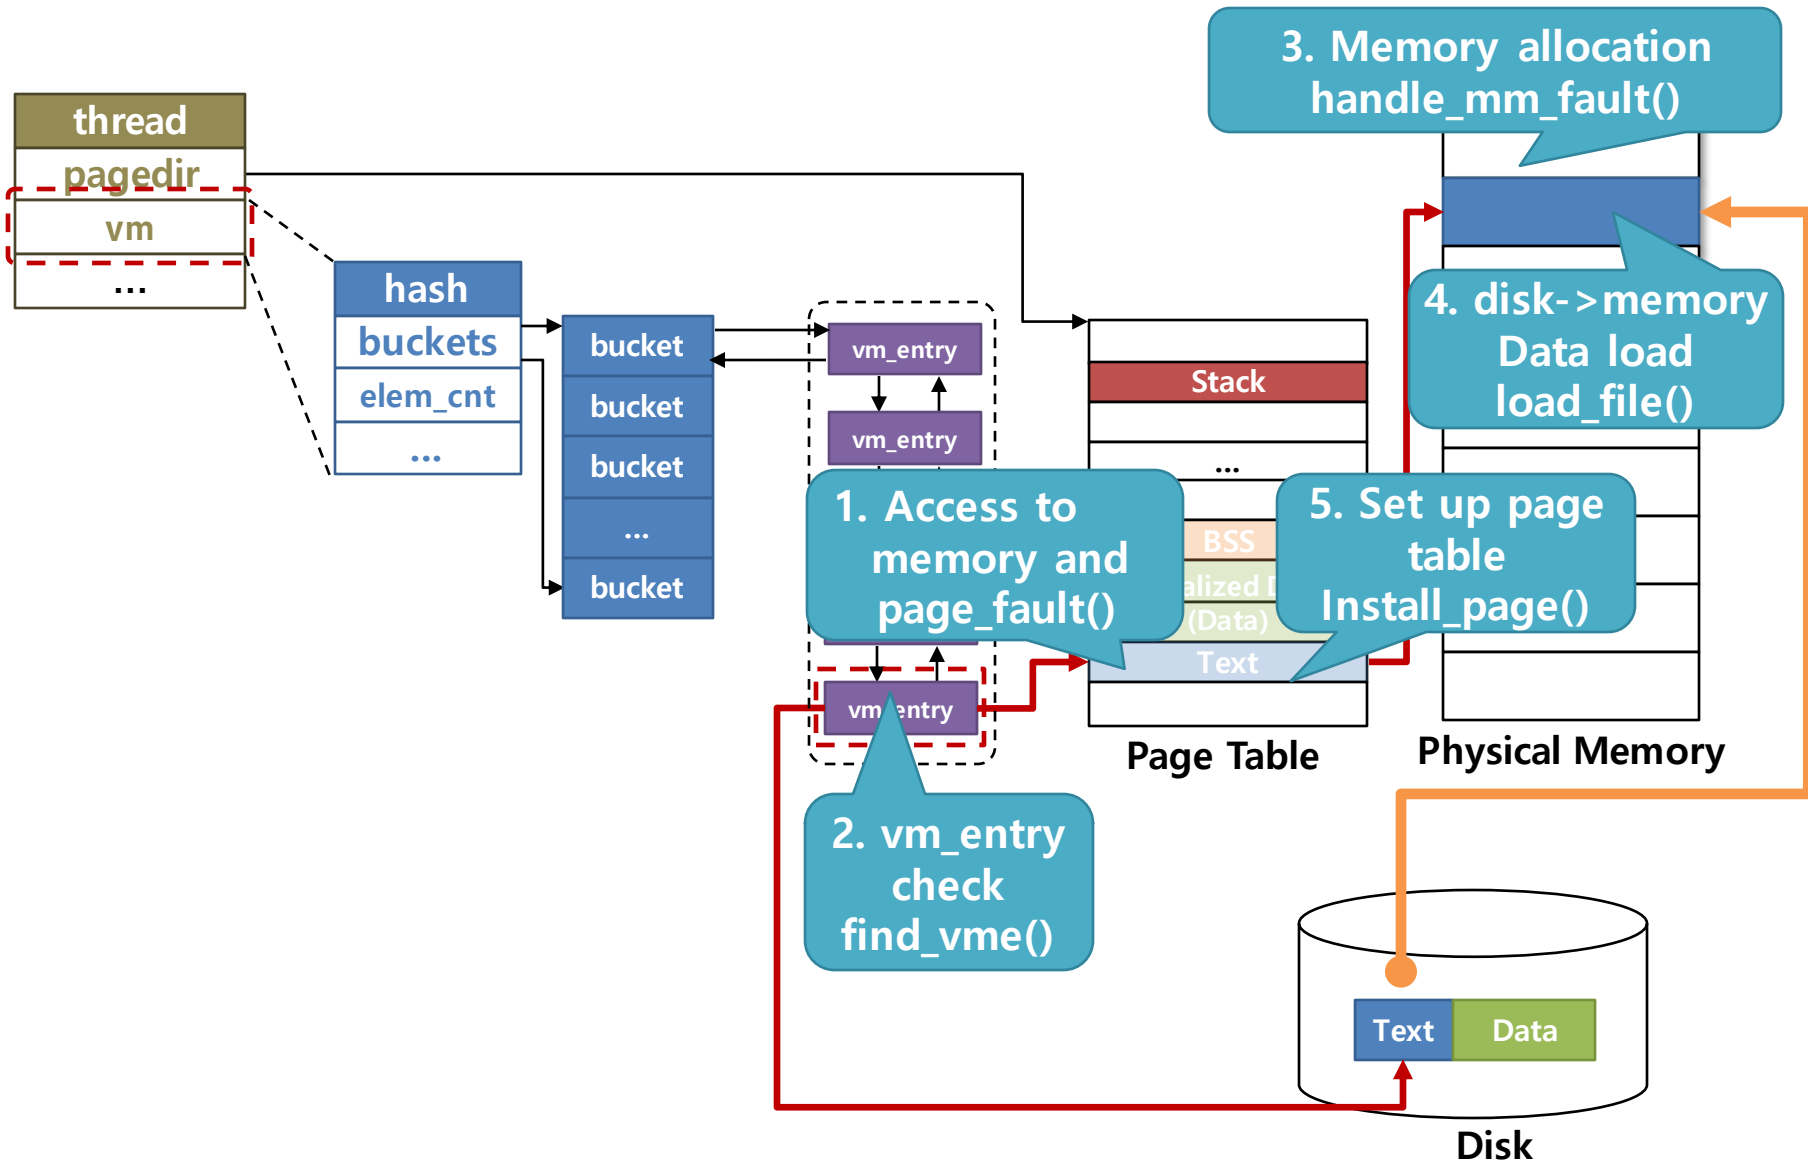 3. Memory allocation
handle_mm_fault()
thread
pagedir
vm
...
hash
buckets
elem_cnt
...
bucket
bucket
bucket
...
bucket
vm_entry
vm_entry
vm_entry
Stack
...
BSS
(Data)
Text
4. disk->memory
Data load
load_file()
1. Access to
memory and
page_fault()
5. Set up page
table
Install_page()
Page Table
Physical Memory
2. vm_entry
check
find_vme()
Text
Data
Disk